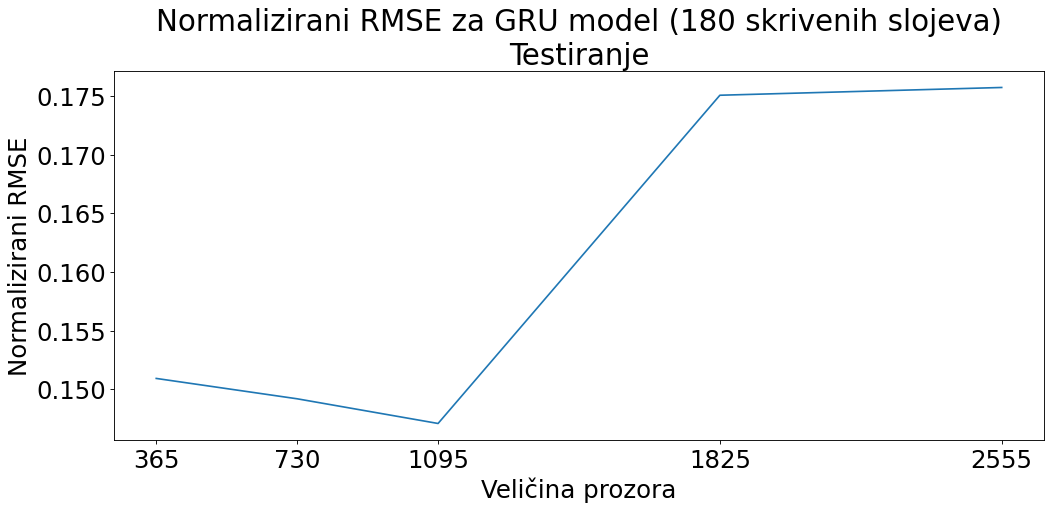 Normalizirani RMSE za GRU model (180 skrivenih slojeva)
Testiranje
Normalizirani RMSE
0.175
0.170
0.165
0.160
0.155
0.150
365 730 1095 1825 2555
Veličina prozora